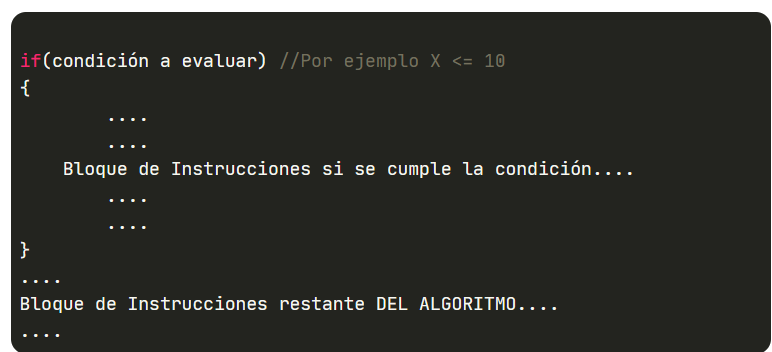 if(condición a evaluar) //Por ejemplo X <= 10
{
....
....
Bloque de Instrucciones si se cumple la condición....
....
....
}
....
Bloque de Instrucciones restante DEL ALGORITMO....
....